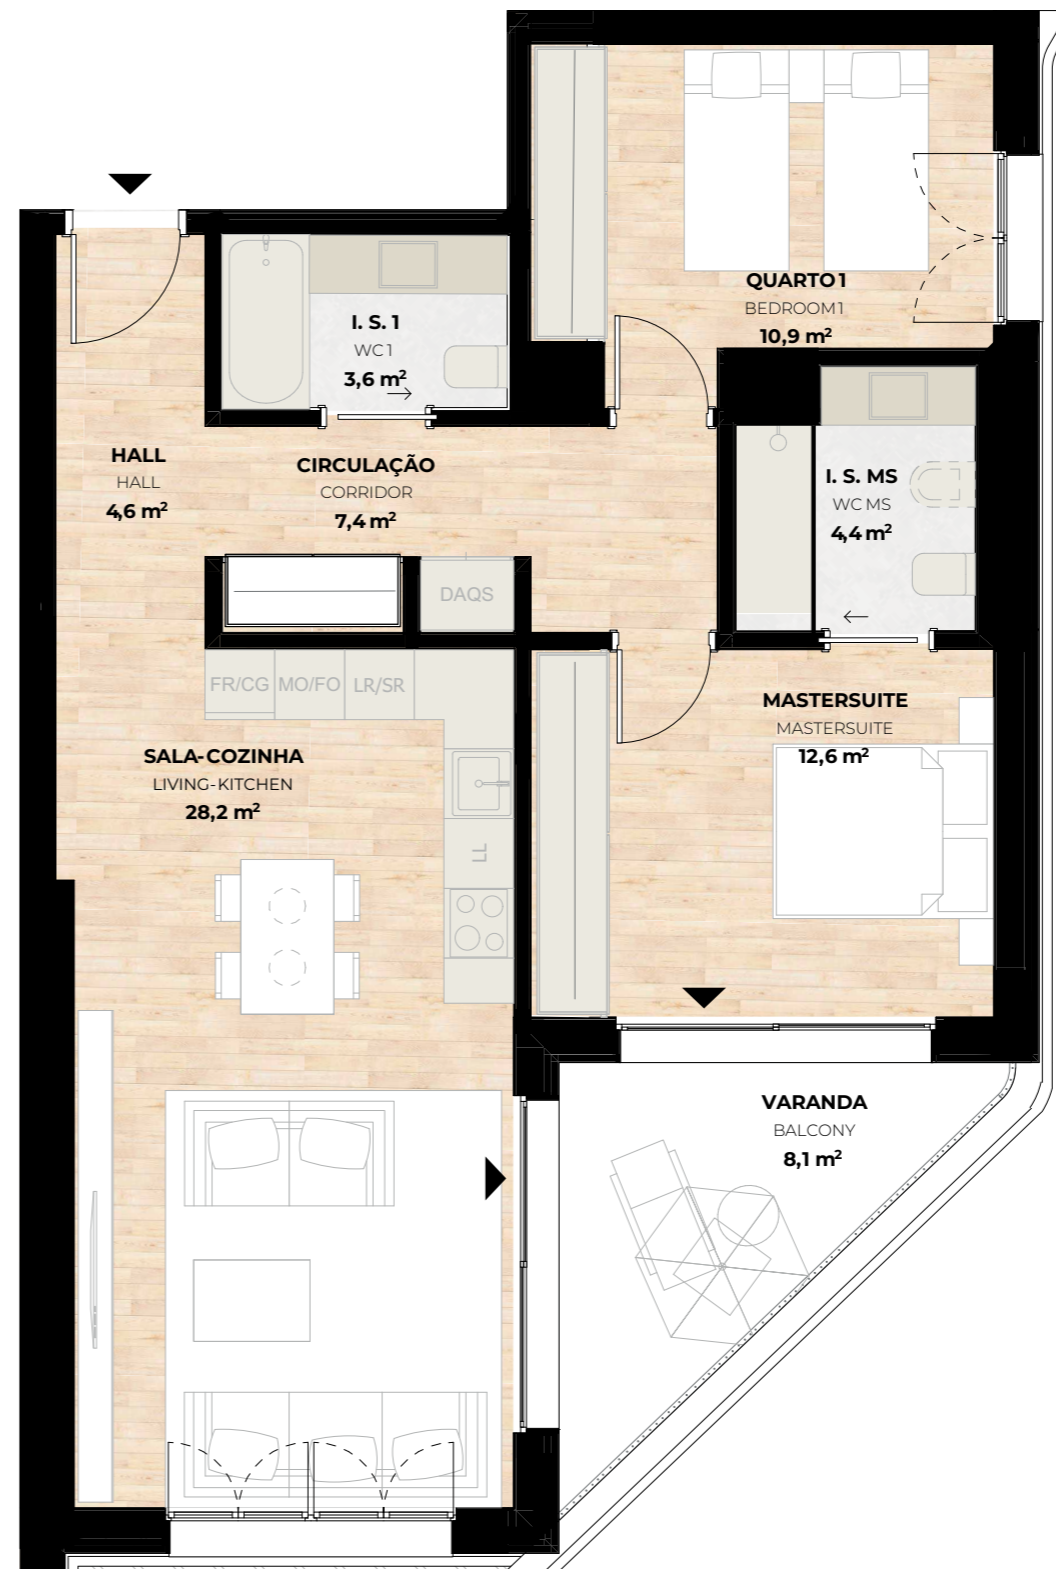 QUARTO 1
BEDROOM 1
10,9 m²
I. S. 1
WC 1
3,6 m²
HALL
HALL
4,6 m²
CIRCULAÇÃO
CORRIDOR
7,4 m²
I. S. MS
WC MS
4,4 m²
DAQS
FR/CG
MO/FO
LR/SR
MASTERSUITE
MASTERSUITE
12,6 m²
SALA-COZINHA
LIVING-KITCHEN
28,2 m²
LL
VARANDA
BALCONY
8,1 m²